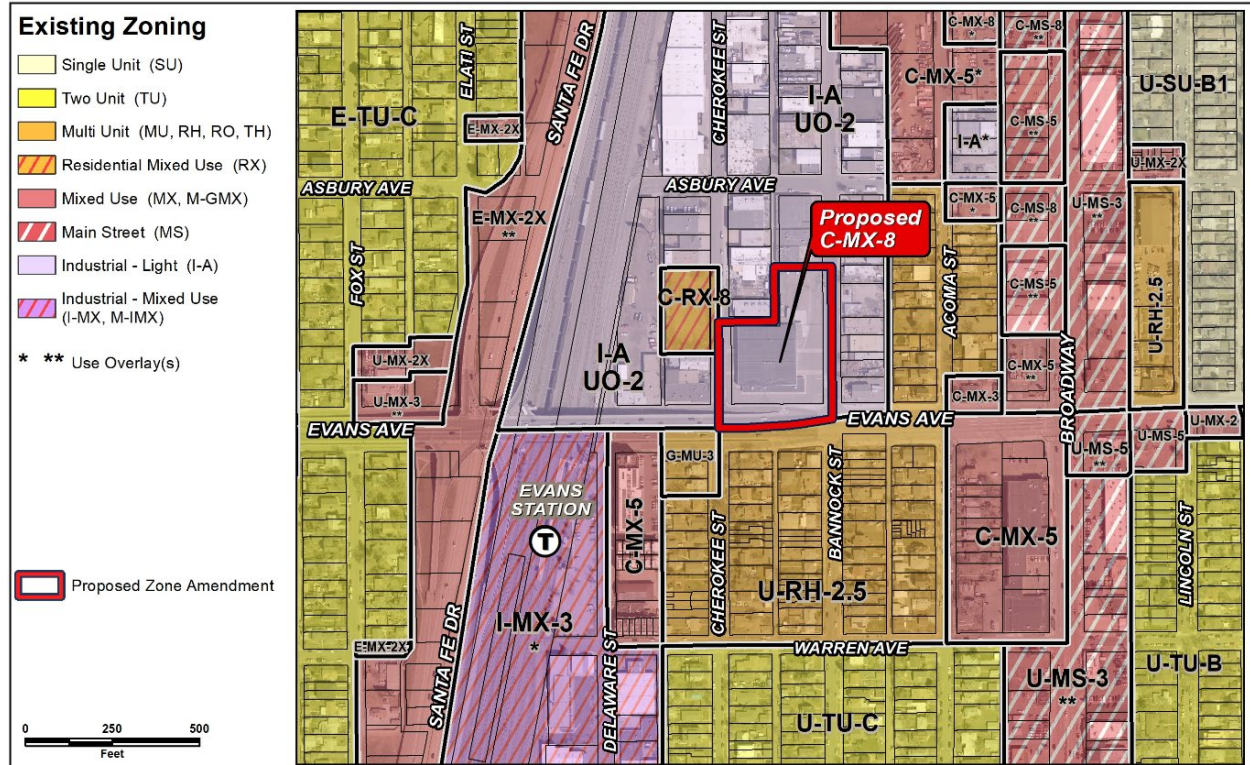 Existing Zoning
Single Unit (SU)
Two Unit (TU)
Multi Unit (MU, RH, RO, TH)
Residential Mixed Use (RX)
Mixed Use (MX, M-GMX)
Main Street (MS)
Industrial - Light (I-A)
Industrial - Mixed Use
(I-MX, M-IMX)
* ** Use Overlay(s)
Proposed Zone Amendment
0 250 500
Feet
ELATI ST
SANTA FE DR
CHEROKEE ST
C-MX-8
*
C-MS-8
**
C-MX-5*
E-TU-C
I-A
UO-2
U-SU-B1
E-MX-2X
C-MS-5
**
I-A*
U-MX-2X
ASBURY AVE
ASBURY AVE
E-MX-2X
**
C-MX-5
*
C-MS-8
**
U-MS-3
**
Proposed
C-MX-8
FOX ST
ACOMA ST
C-RX-8
C-MS-5
**
U-RH-2.5
I-A
UO-2
U-MX-2X
C-MX-5
**
U-MX-3
**
C-MX-3
BROADWAY
EVANS AVE
EVANS AVE
U-MS-5
**
U-MS-5
U-MX-2
G-MU-3
EVANS
STATION
T
C-MX-5
BANNOCK ST
C-MX-5
LINCOLN ST
CHEROKEE ST
U-RH-2.5
I-MX-3
*
E-MX-2X
WARREN AVE
SANTA FE DR
DELAWARE ST
U-TU-C
U-MS-3
**
U-TU-B